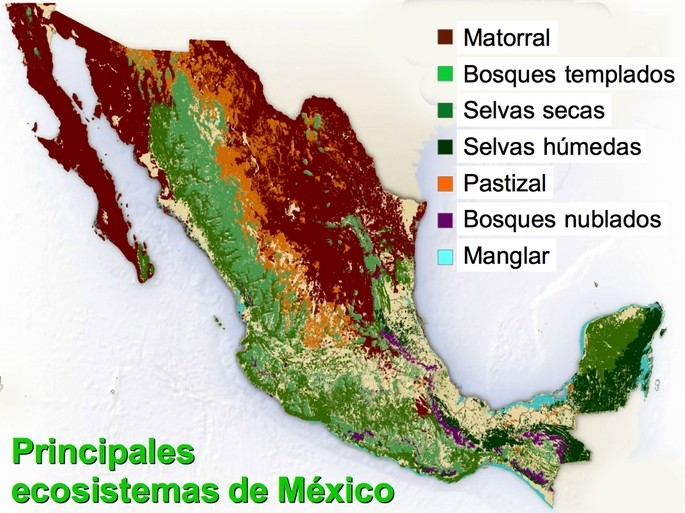 Matorral
Bosques templados
Selvas secas
Selvas húmedas
Pastizal
Bosques nublados
Manglar
Principales
ecosistemas de México